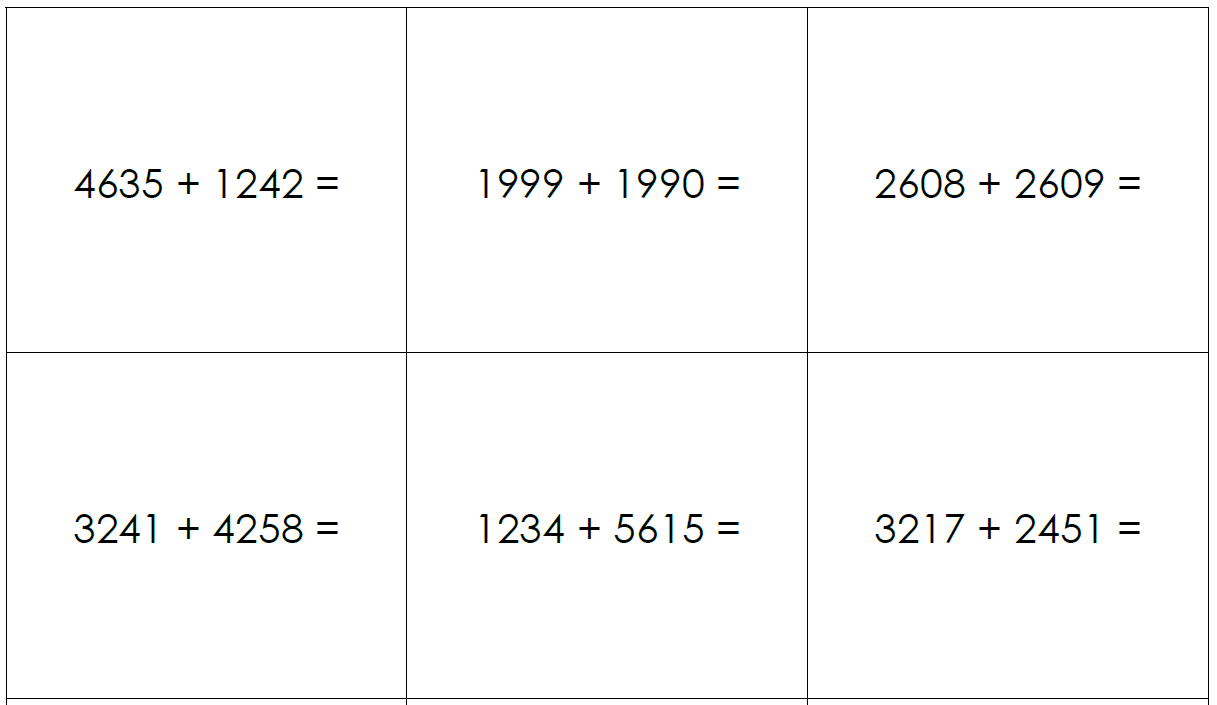 4635 + 1242 =
1999 + 1990 =
2608 + 2609 =
3241 + 4258 =
1234 + 5615 =
3217 + 2451 =